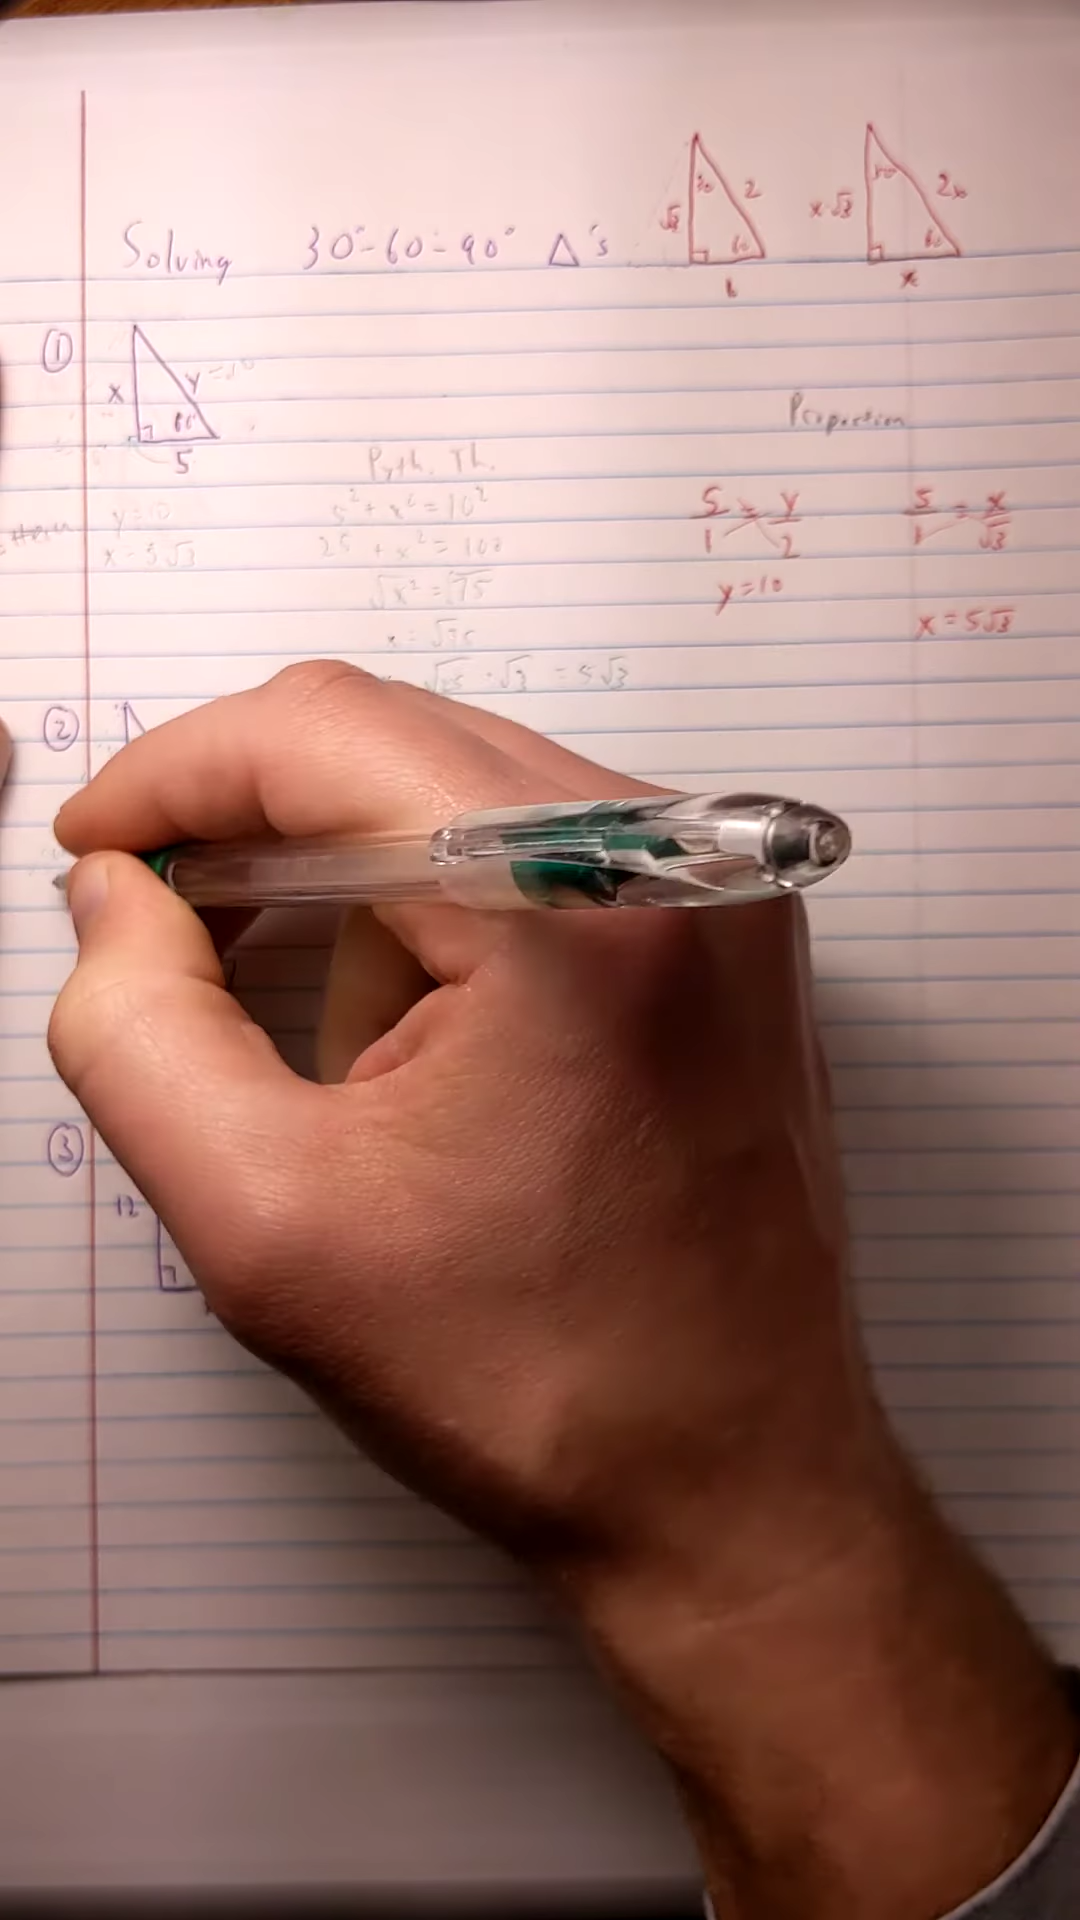 Solving 30°-60°-90° Δ's
30
2
√3
60
1
30
2x
x√3
60
x
①
x
y = 10
60°
5
Proportion
Pyth. Th.
y = 10
x = 5√3
5² + x² = 10²
25 + x² = 100
√x² = √75
x = √75
√25 · √3 = 5√3
5/1 = y/2
y = 10
5/1 = x/√3
x = 5√3
②
③
12